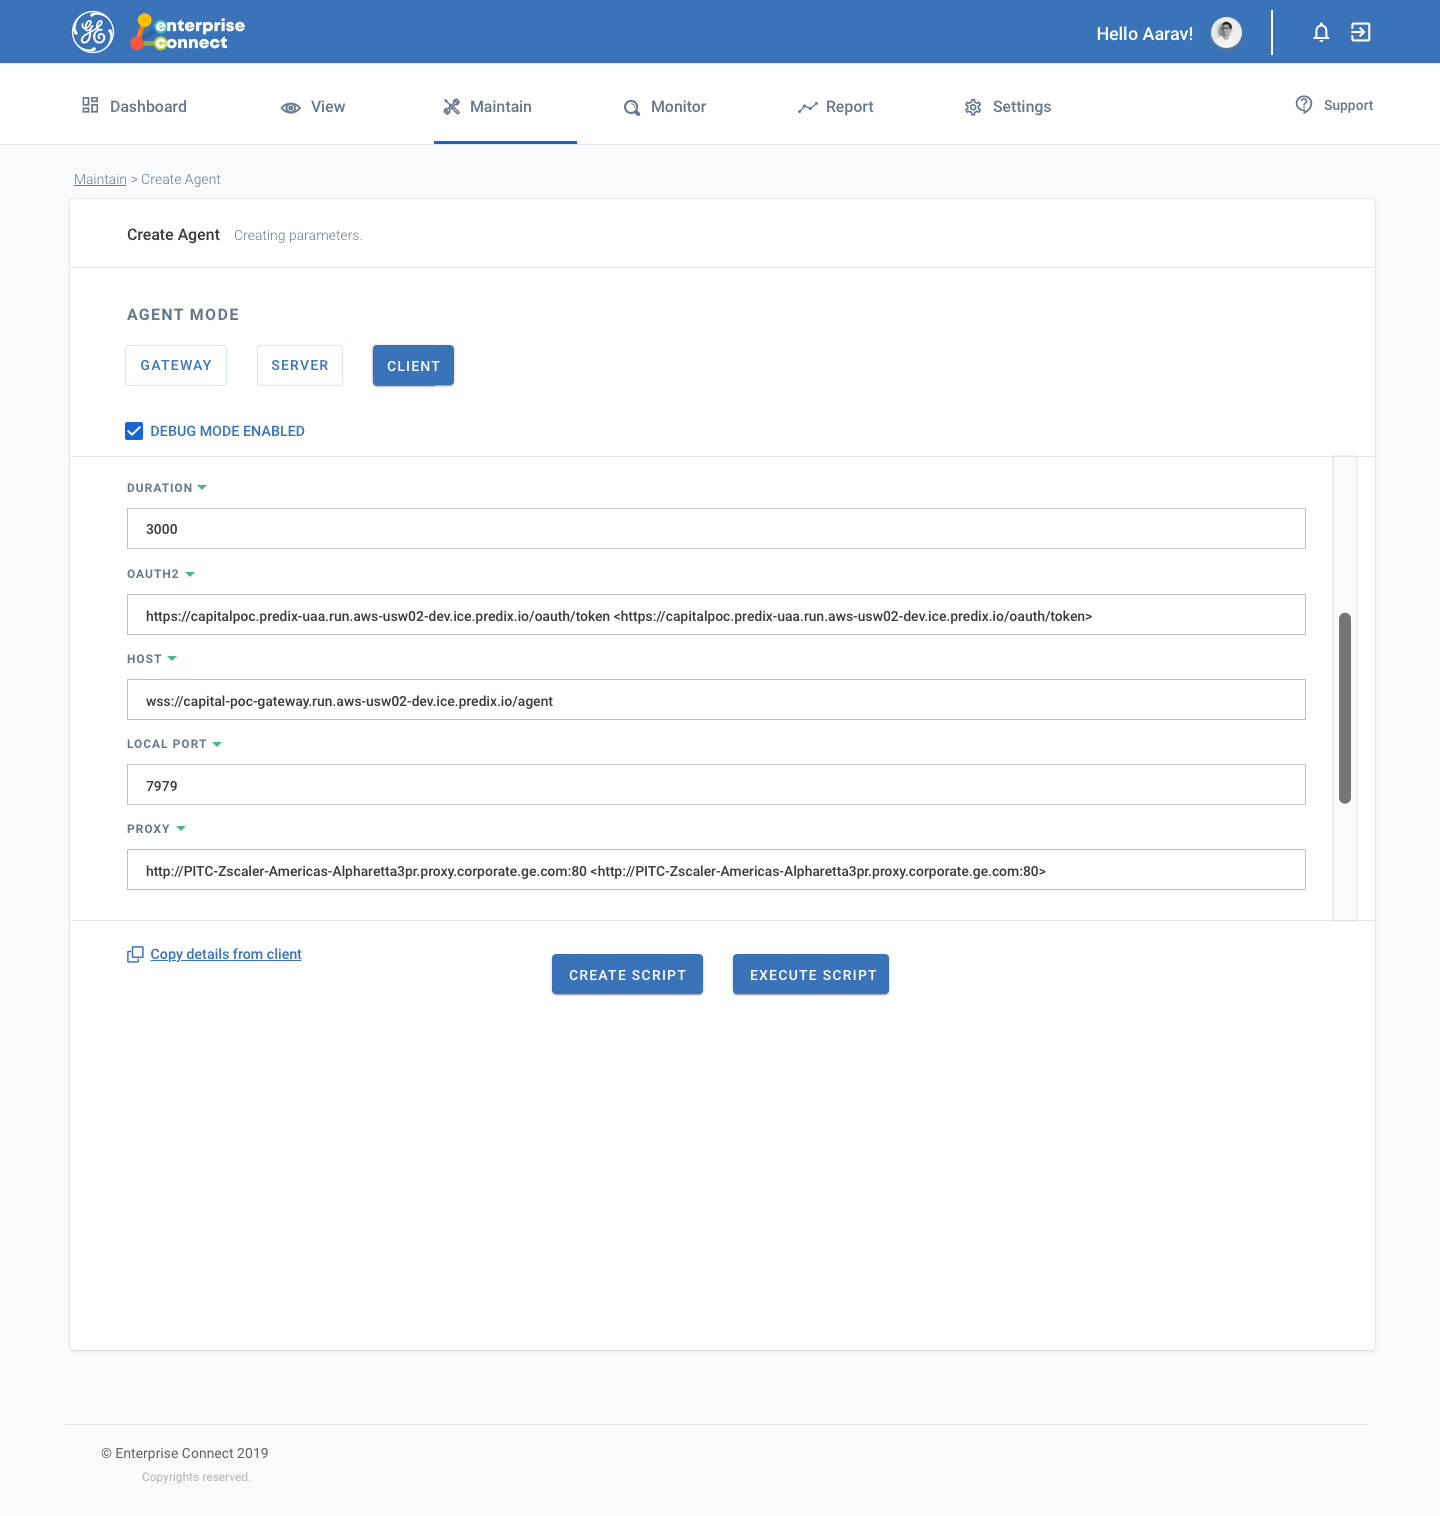 GE enterprise
connect
Hello Aarav!
Dashboard View Maintain Monitor Report Settings Support
Maintain > Create Agent
Create Agent Creating parameters.
AGENT MODE
GATEWAY SERVER CLIENT
DEBUG MODE ENABLED
DURATION
3000
OAUTH2
https://capitalpoc.predix-uaa.run.aws-usw02-dev.ice.predix.io/oauth/token <https://capitalpoc.predix-uaa.run.aws-usw02-dev.ice.predix.io/oauth/token>
HOST
wss://capital-poc-gateway.run.aws-usw02-dev.ice.predix.io/agent
LOCAL PORT
7979
PROXY
http://PITC-Zscaler-Americas-Alpharetta3pr.proxy.corporate.ge.com:80 <http://PITC-Zscaler-Americas-Alpharetta3pr.proxy.corporate.ge.com:80>
Copy details from client
CREATE SCRIPT EXECUTE SCRIPT
© Enterprise Connect 2019
Copyrights reserved.